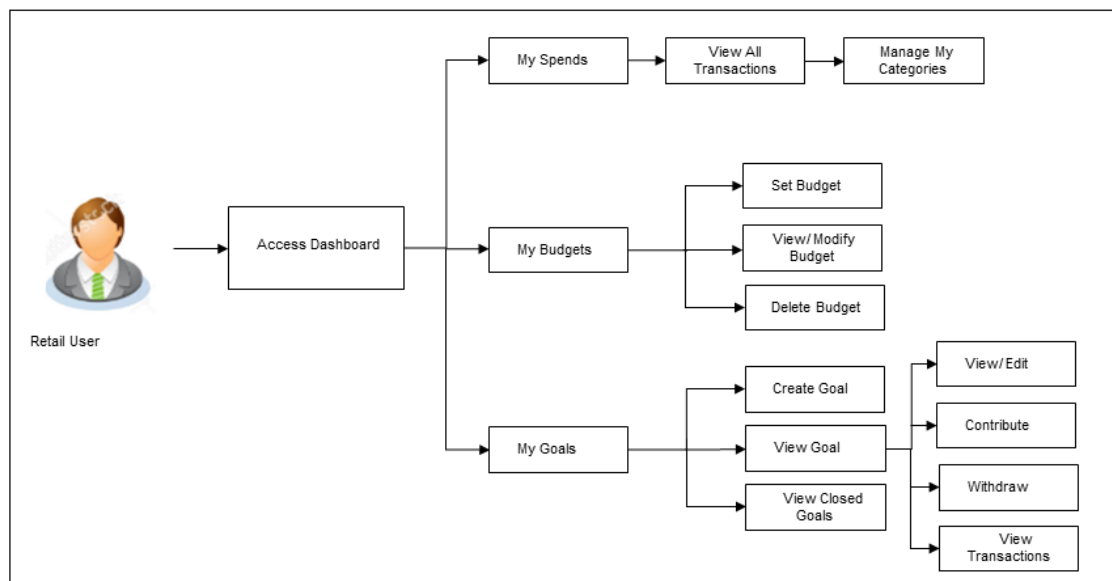 My Spends
View All
Transactions
Manage My
Categories
Set Budget
Access Dashboard
My Budgets
View/ Modify
Budget
Delete Budget
Retail User
View/ Edit
Create Goal
Contribute
My Goals
View Goal
Withdraw
View Closed
Goals
View
Transactions